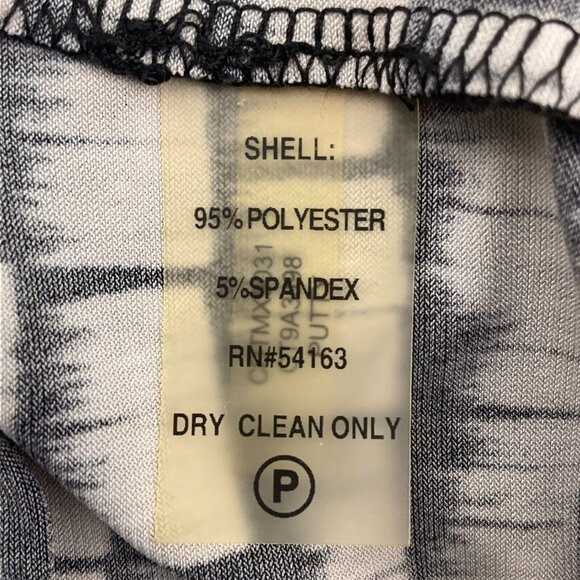 SHELL:
95% POLYESTER
5%SPANDEX
RN#54163
DRY CLEAN ONLY
P